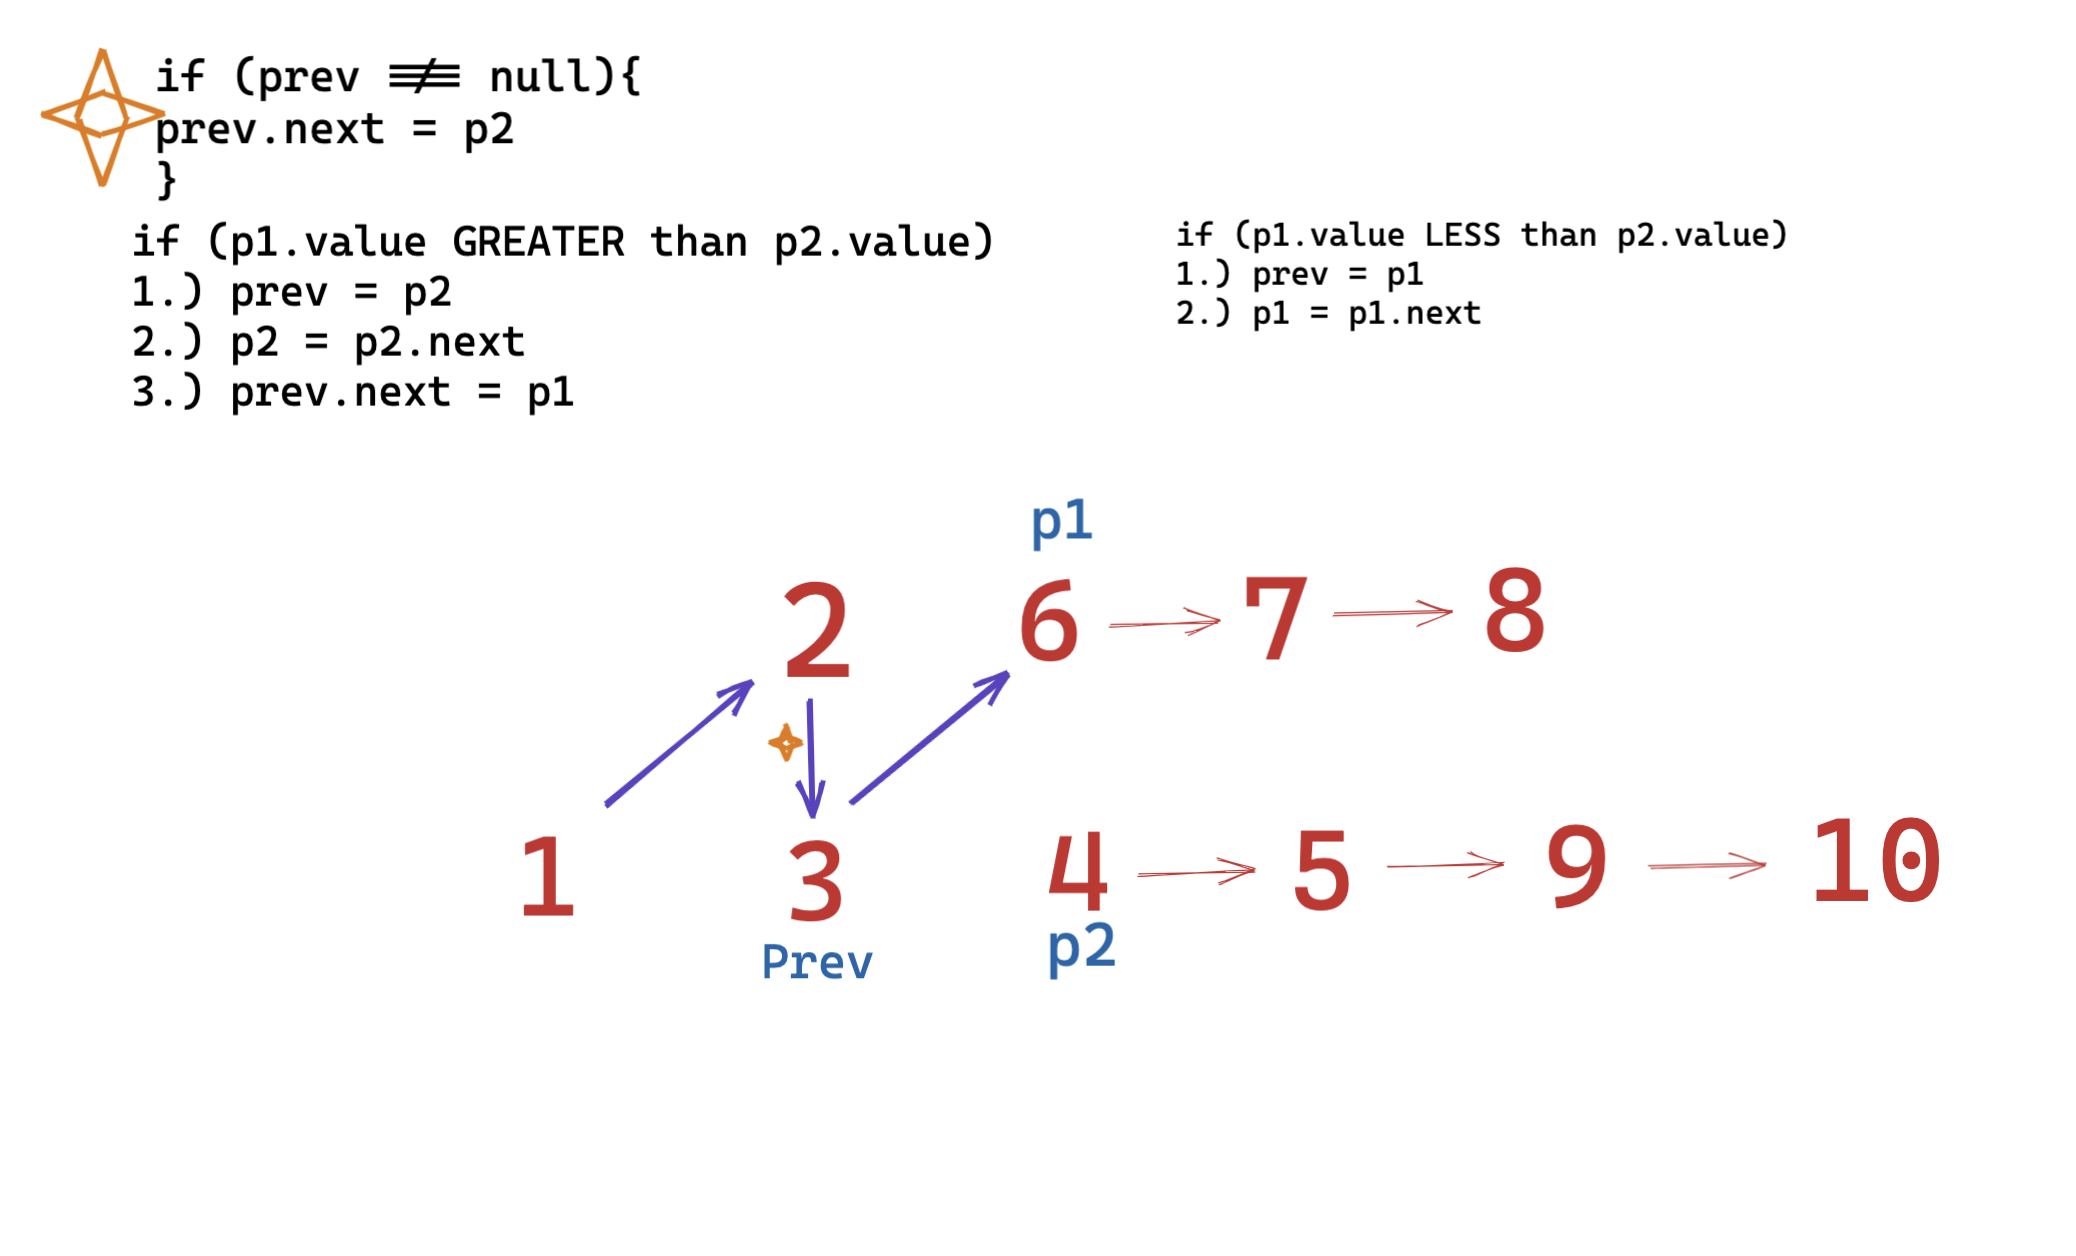 if (prev !== null){
prev.next = p2
}
if (p1.value GREATER than p2.value)
1.) prev = p2
2.) p2 = p2.next
3.) prev.next = p1
if (p1.value LESS than p2.value)
1.) prev = p1
2.) p1 = p1.next
p1
2 6 7 8
1 3 4 5 9 10
Prev p2